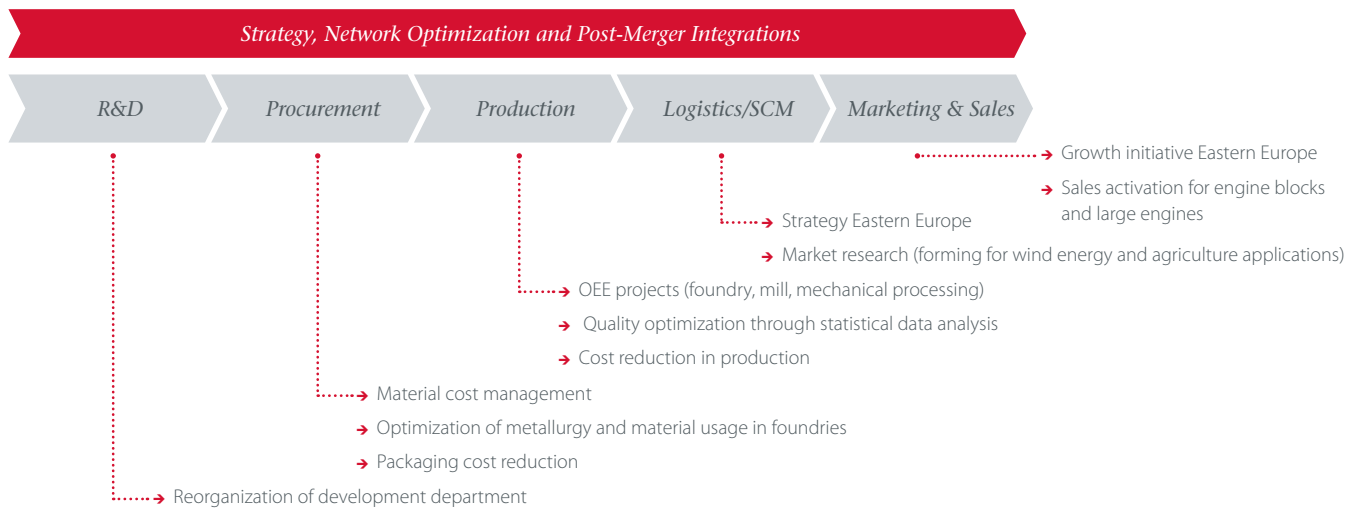 Strategy, Network Optimization and Post-Merger Integrations
R&D
Procurement
Production
Logistics/SCM
Marketing & Sales
Growth initiative Eastern Europe
Sales activation for engine blocks
and large engines
Strategy Eastern Europe
Market research (forming for wind energy and agriculture applications)
OEE projects (foundry, mill, mechanical processing)
Quality optimization through statistical data analysis
Cost reduction in production
Material cost management
Optimization of metallurgy and material usage in foundries
Packaging cost reduction
Reorganization of development department